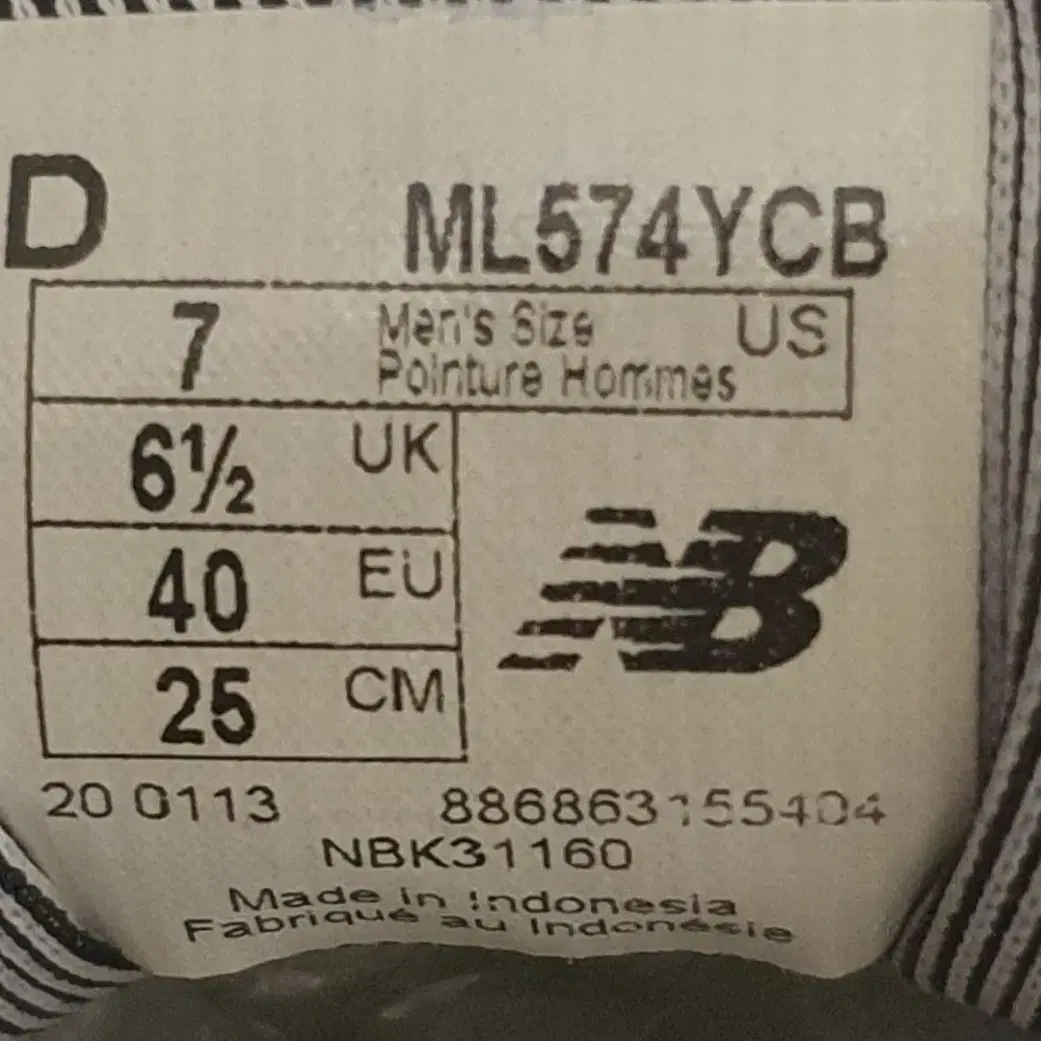 D ML574YCB
7 Men's Size US
Pointure Hommes
6½ UK
40 EU
25 CM
20 0113 886863155404
NBK31160
Made in Indonesia
Fabriqué au Indonésie